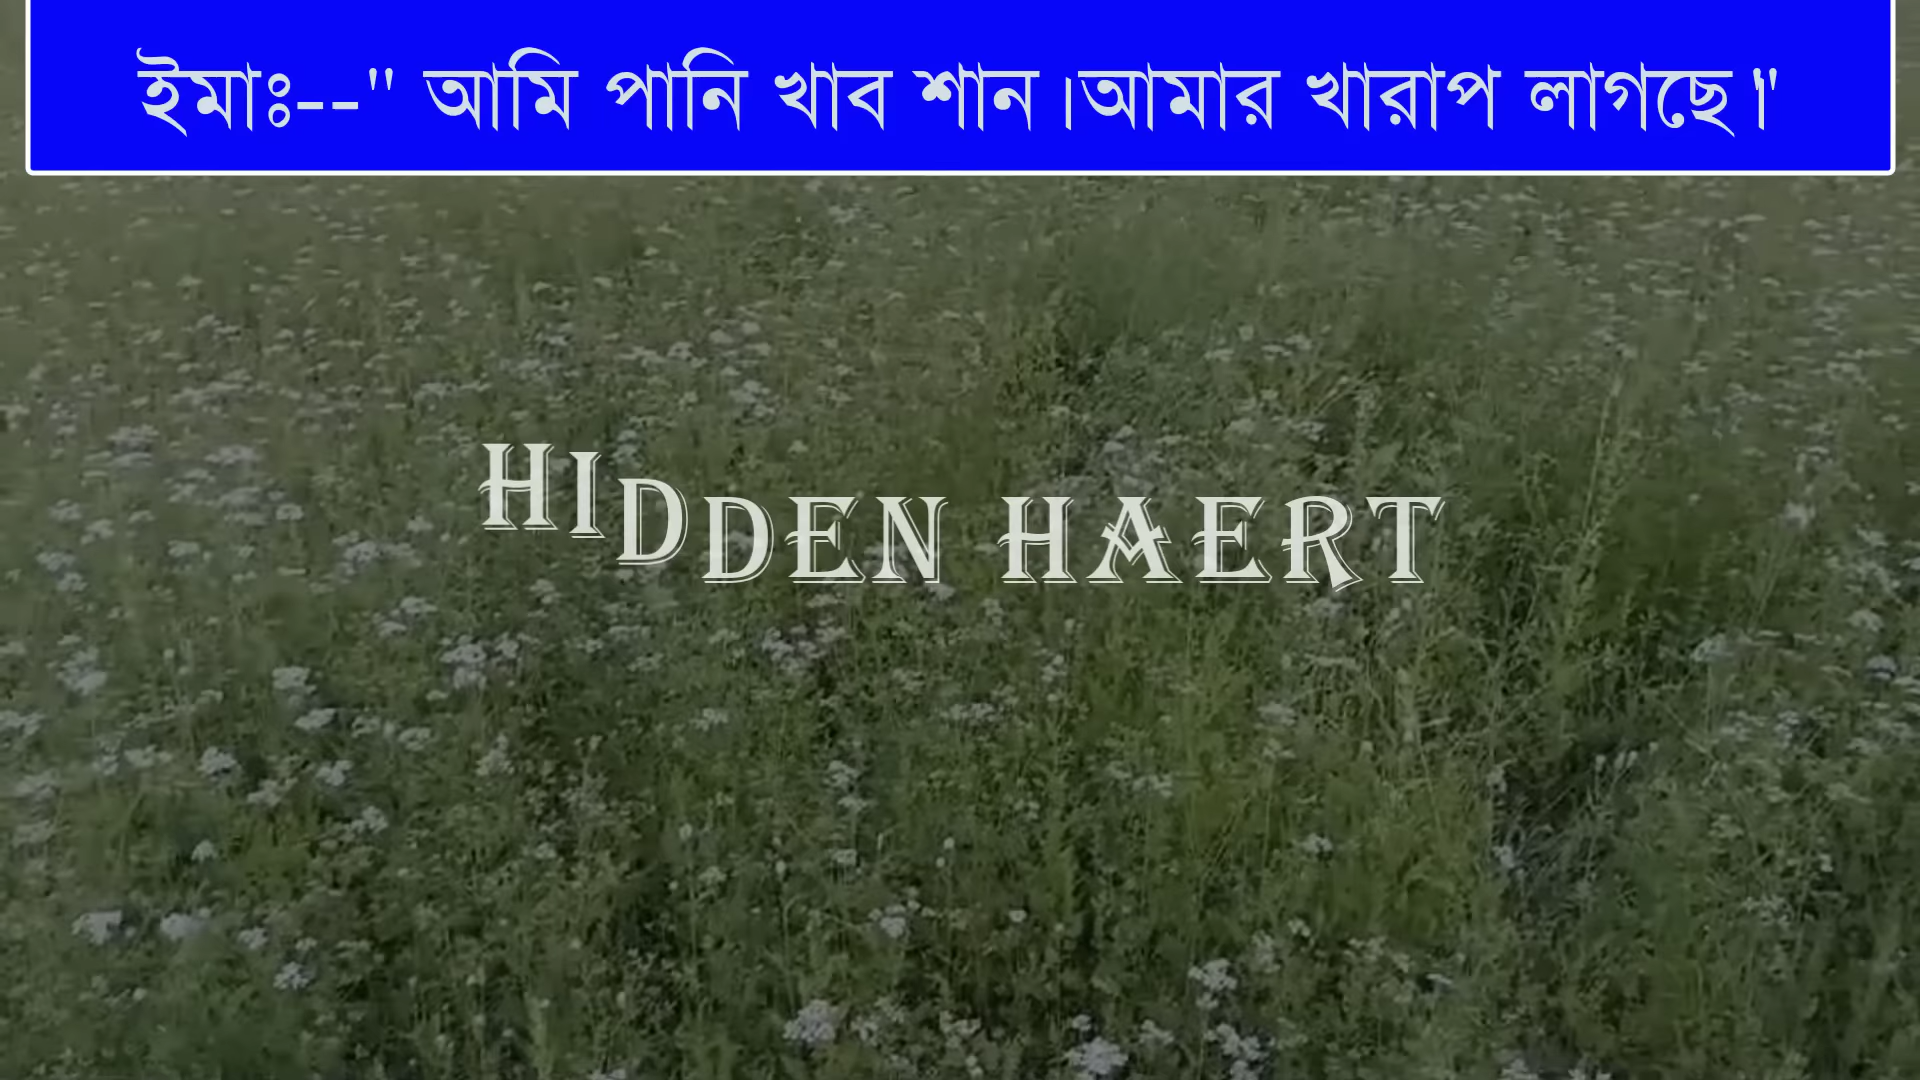 ইমাঃ--" আমি পানি খাব শান।আমার খারাপ লাগছে।"
HIDDEN HAERT